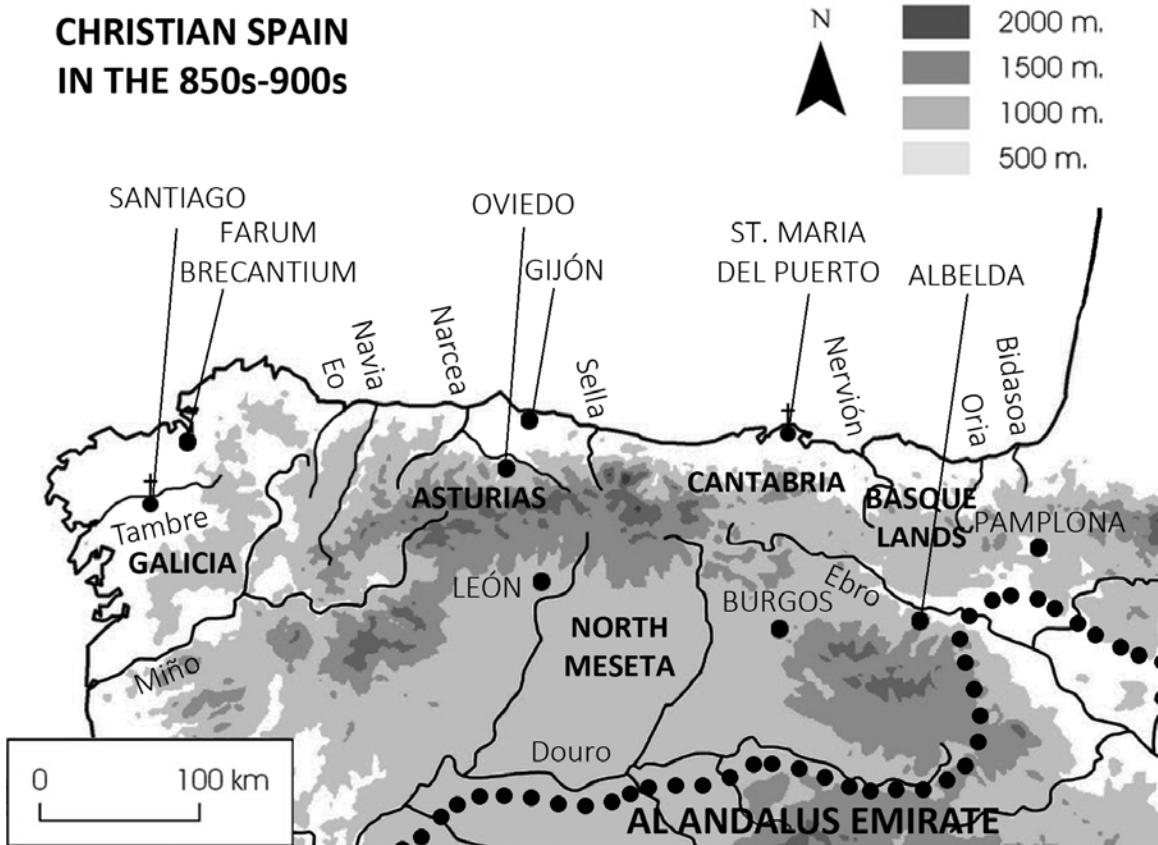 CHRISTIAN SPAIN
IN THE 850s-900s
N
2000 m.
1500 m.
1000 m.
500 m.
SANTIAGO
FARUM
BRECANTIUM
OVIEDO
GIJÓN
ST. MARIA
DEL PUERTO
ALBELDA
Eo
Navia
Narcea
Sella
Nervión
Oria
Bidasoa
ASTURIAS
CANTABRIA
BASQUE
LANDS
PAMPLONA
Tambre
GALICIA
LEÓN
BURGOS
Ebro
NORTH
MESETA
Miño
Douro
0
100 km
AL ANDALUS EMIRATE